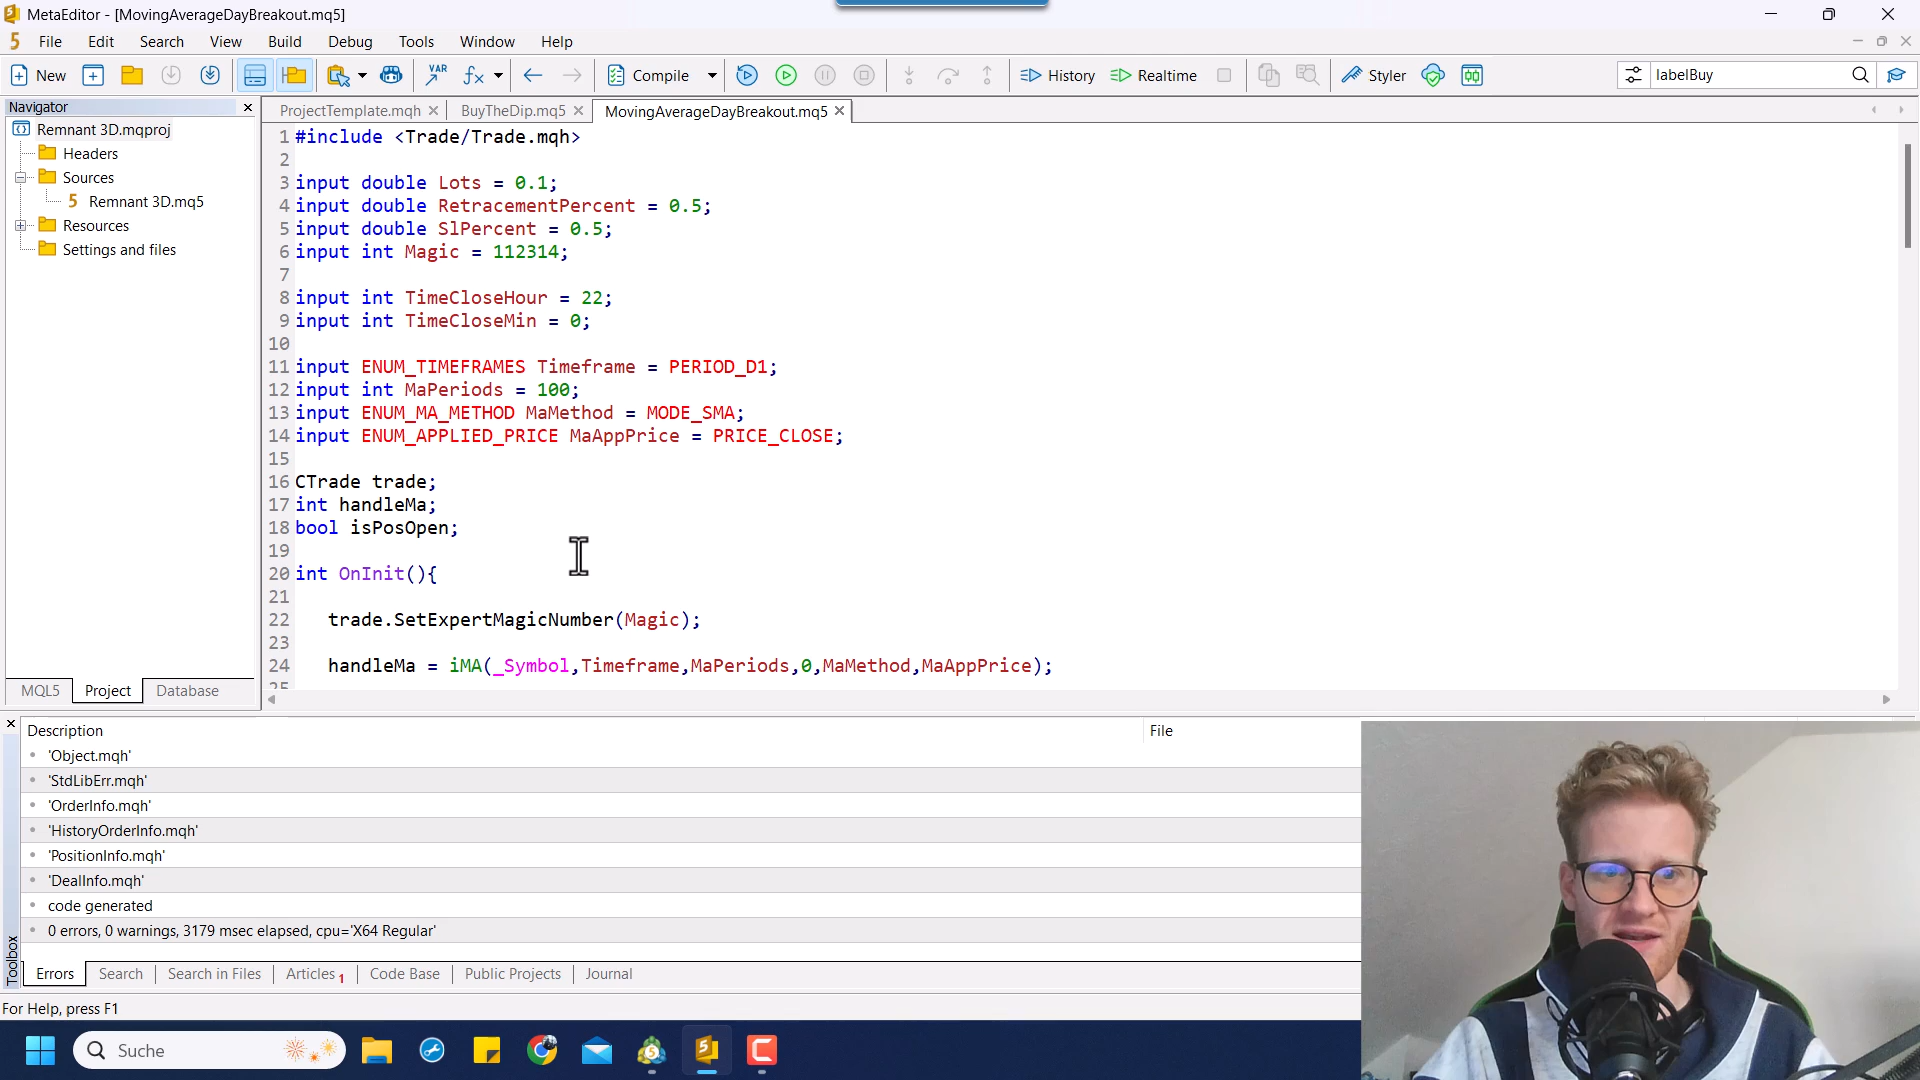 MetaEditor - [MovingAverageDayBreakout.mq5]
File Edit Search View Build Debug Tools Window Help
New Compile History Realtime Styler labelBuy
Navigator
Remnant 3D.mqproj
Headers
Sources
Remnant 3D.mq5
Resources
Settings and files
MQL5 Project Database
ProjectTemplate.mqh BuyTheDip.mq5 MovingAverageDayBreakout.mq5
1 #include <Trade/Trade.mqh>
2
3 input double Lots = 0.1;
4 input double RetracementPercent = 0.5;
5 input double SlPercent = 0.5;
6 input int Magic = 112314;
7
8 input int TimeCloseHour = 22;
9 input int TimeCloseMin = 0;
10
11 input ENUM_TIMEFRAMES Timeframe = PERIOD_D1;
12 input int MaPeriods = 100;
13 input ENUM_MA_METHOD MaMethod = MODE_SMA;
14 input ENUM_APPLIED_PRICE MaAppPrice = PRICE_CLOSE;
15
16 CTrade trade;
17 int handleMa;
18 bool isPosOpen;
19
20 int OnInit(){
21
22 trade.SetExpertMagicNumber(Magic);
23
24 handleMa = iMA(_Symbol,Timeframe,MaPeriods,0,MaMethod,MaAppPrice);
25
Description File
'Object.mqh'
'StdLibErr.mqh'
'OrderInfo.mqh'
'HistoryOrderInfo.mqh'
'PositionInfo.mqh'
'DealInfo.mqh'
code generated
0 errors, 0 warnings, 3179 msec elapsed, cpu='X64 Regular'
Toolbox
Errors Search Search in Files Articles 1 Code Base Public Projects Journal
For Help, press F1
Suche